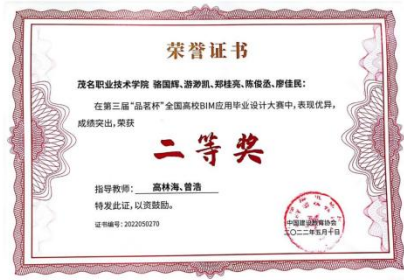 荣誉证书
茂名职业技术学院 骆国辉、游渺凯、郑桂亮、陈俊丞、廖佳民：
在第三届“品茗杯”全国高校BIM应用毕业设计大赛中，表现优异，
成绩突出，荣获
二等奖
指导教师： 高林海、曾浩
特发此证，以资鼓励。
证书编号：2022050270
中国建设教育协会
二〇二二年五月